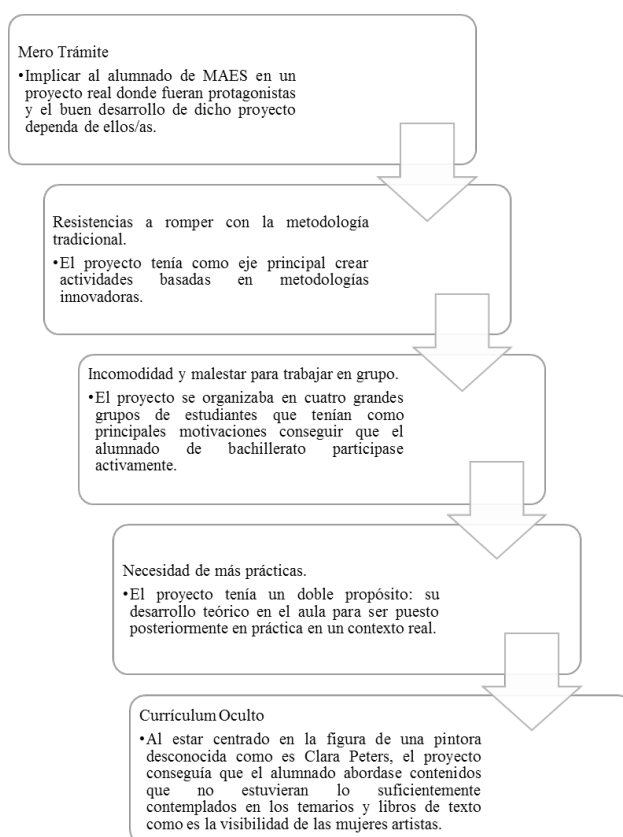 Mero Trámite
•Implicar al alumnado de MAES en un
proyecto real donde fueran protagonistas
y el buen desarrollo de dicho proyecto
dependa de ellos/as.
Resistencias a romper con la metodología
tradicional.
•El proyecto tenía como eje principal crear
actividades basadas en metodologías
innovadoras.
Incomodidad y malestar para trabajar en grupo.
•El proyecto se organizaba en cuatro grandes
grupos de estudiantes que tenían como
principales motivaciones conseguir que el
alumnado de bachillerato participase
activamente.
Necesidad de más prácticas.
•El proyecto tenía un doble propósito: su
desarrollo teórico en el aula para ser puesto
posteriormente en práctica en un contexto real.
Currículum Oculto
•Al estar centrado en la figura de una pintora
desconocida como es Clara Peters, el proyecto
conseguía que el alumnado abordase contenidos
que no estuvieran lo suficientemente
contemplados en los temarios y libros de texto
como es la visibilidad de las mujeres artistas.